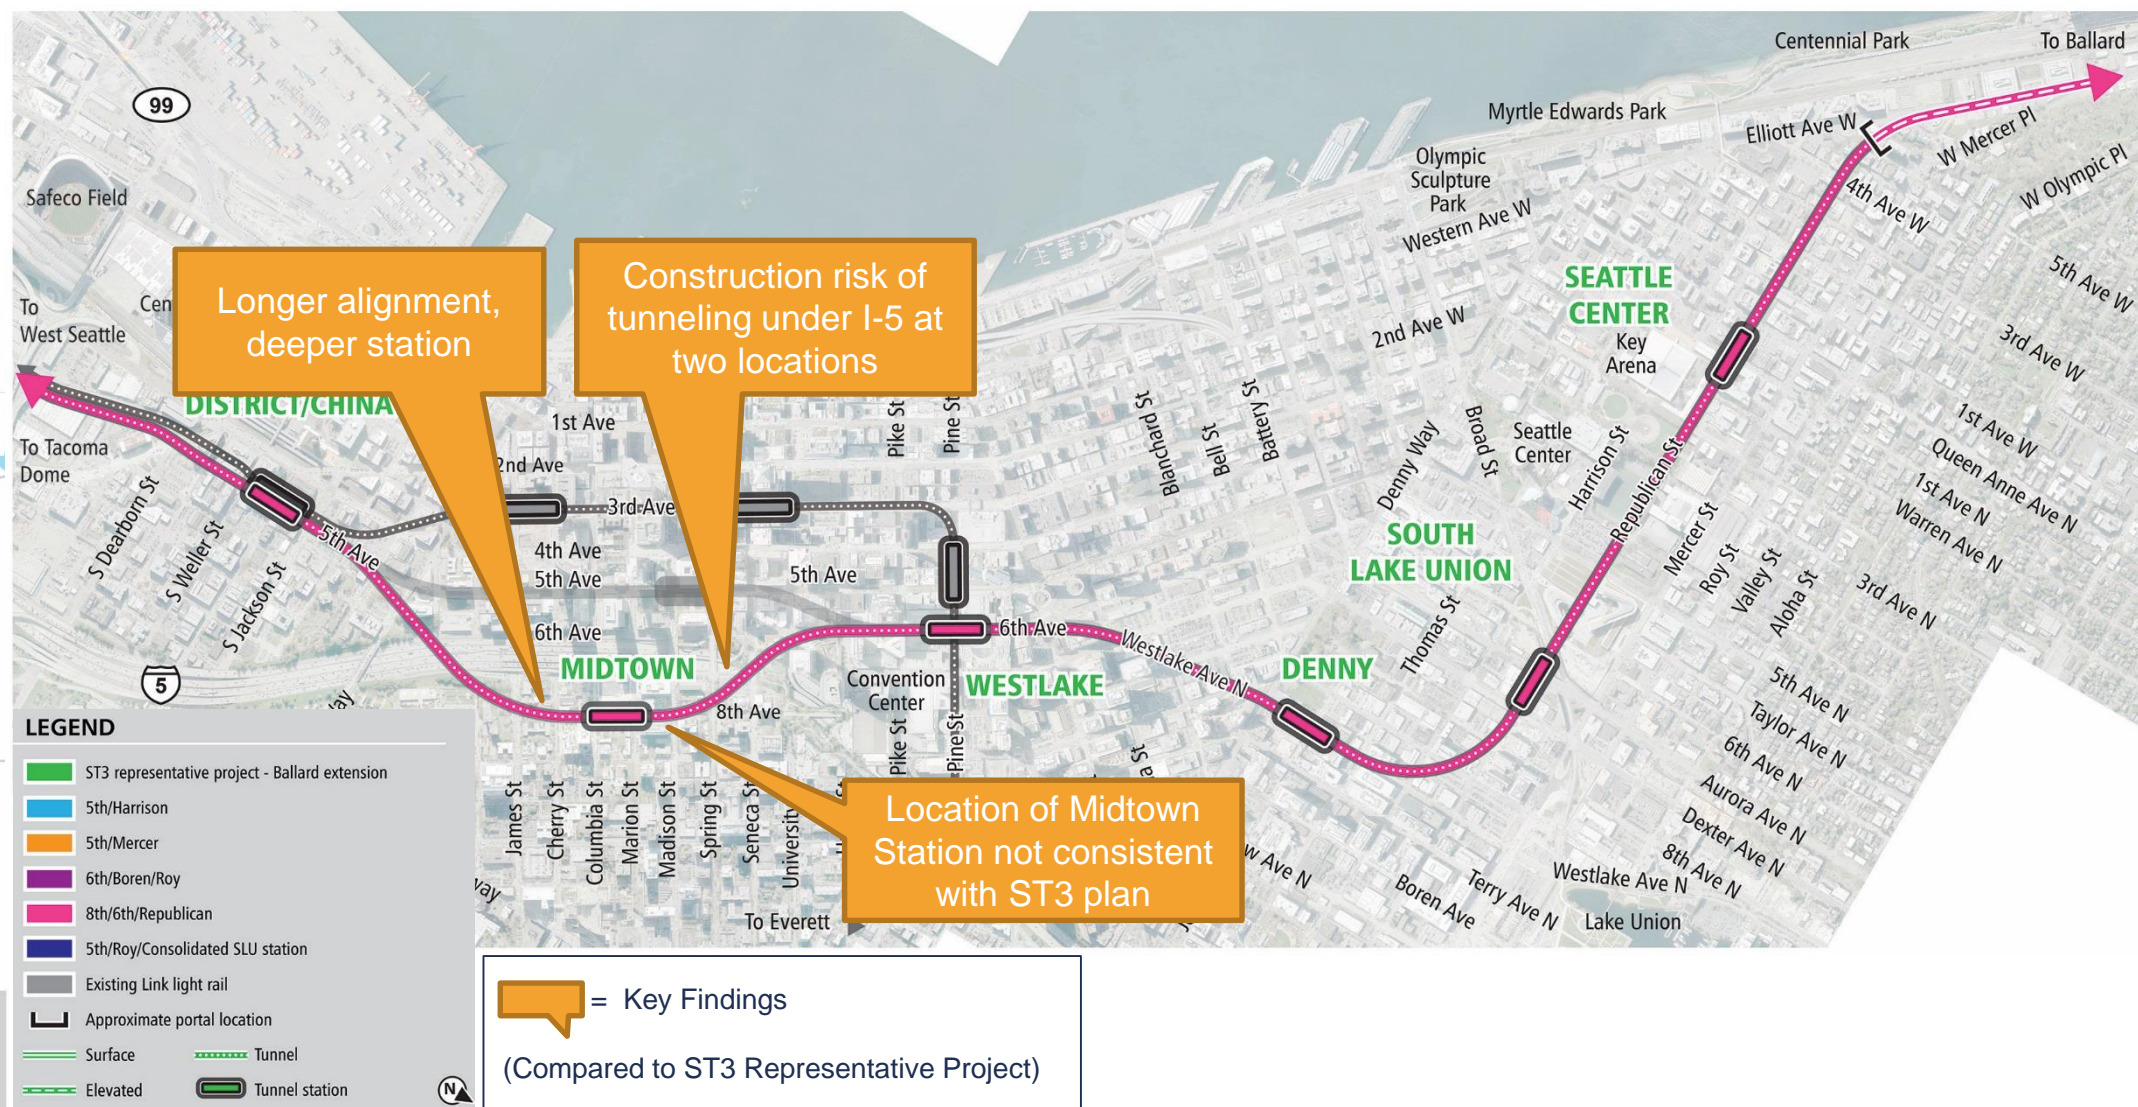 Centennial Park
To Ballard
99
Myrtle Edwards Park
Elliott Ave W
W Mercer Pl
W Olympic Pl
Olympic
Sculpture
Park
4th Ave W
Safeco Field
Western Ave W
5th Ave W
Longer alignment,
deeper station
Construction risk of
tunneling under I-5 at
two locations
SEATTLE
CENTER
Key
Arena
To
West Seattle
Cen
2nd Ave W
3rd Ave W
DISTRICT/CHINA
1st Ave
Pike St
Pine St
Blanchard St
Bell St
Battery St
Denny Way
Broad St
Seattle
Center
Harrison St
Republican St
1st Ave W
Queen Anne Ave N
1st Ave N
Warren Ave N
To Tacoma
Dome
2nd Ave
3rd Ave
S Dearborn St
S Weller St
S Jackson St
5th Ave
4th Ave
5th Ave
5th Ave
SOUTH
LAKE UNION
Mercer St
Roy St
Valley St
Aloha St
3rd Ave N
Thomas St
6th Ave
6th Ave
Westlake Ave N
MIDTOWN
Convention
Center
WESTLAKE
DENNY
5
8th Ave
Pike St
Pine St
5th Ave N
Taylor Ave N
6th Ave N
Aurora Ave N
Dexter Ave N
8th Ave N
James St
Cherry St
Columbia St
Marion St
Madison St
Spring St
Seneca St
University
Location of Midtown
Station not consistent
with ST3 plan
w Ave N
Boren Ave
Terry Ave N
Westlake Ave N
Lake Union
To Everett
way
LEGEND
ST3 representative project - Ballard extension
5th/Harrison
5th/Mercer
6th/Boren/Roy
8th/6th/Republican
5th/Roy/Consolidated SLU station
Existing Link light rail
Approximate portal location
Surface
Tunnel
Elevated
Tunnel station
N
= Key Findings
(Compared to ST3 Representative Project)